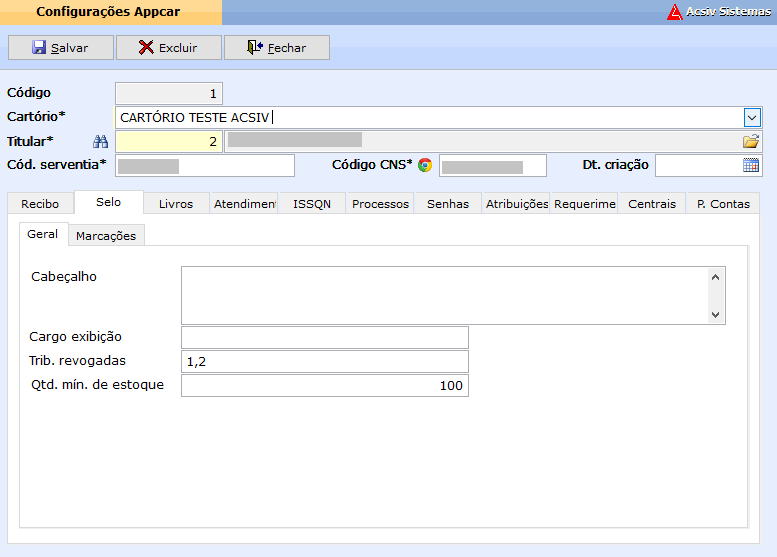 Configurações Appcar
Acsiv Sistemas
Salvar Excluir Fechar
Código 1
Cartório* CARTÓRIO TESTE ACSIV
Titular* 2
Cód. serventia* Código CNS* Dt. criação
Recibo Selo Livros Atendimen ISSQN Processos Senhas Atribuições Requerime Centrais P. Contas
Geral Marcações
Cabeçalho
Cargo exibição
Trib. revogadas 1,2
Qtd. mín. de estoque 100